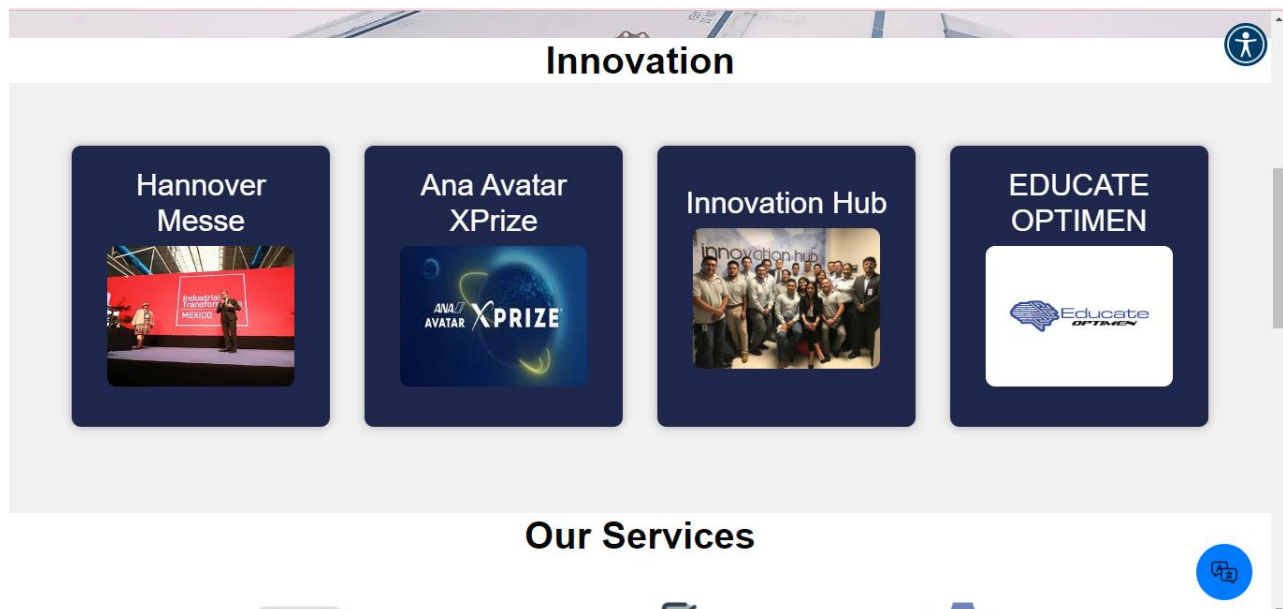 Innovation
Hannover
Messe
Industrial
Transformation
MEXICO
Ana Avatar
XPrize
ANA
AVATAR XPRIZE
Innovation Hub
innovation hub
EDUCATE
OPTIMEN
Educate
OPTIMEN
Our Services